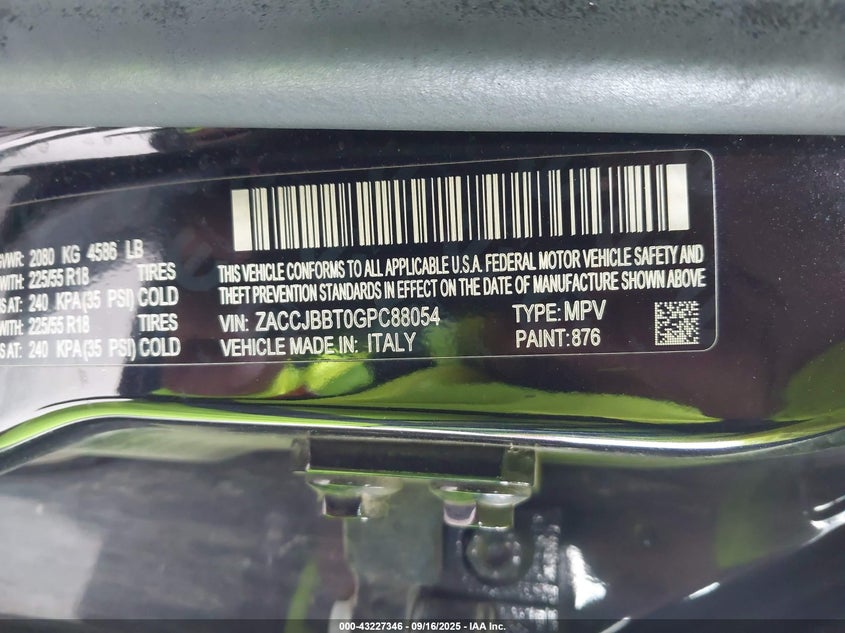 GVWR: 2080 KG 4586 LB
WITH: 225/55 R18 TIRES
S AT: 240 KPA(35 PSI) COLD
WITH: 225/55 R18 TIRES
S AT: 240 KPA(35 PSI) COLD
THIS VEHICLE CONFORMS TO ALL APPLICABLE U.S.A. FEDERAL MOTOR VEHICLE SAFETY AND
THEFT PREVENTION STANDARDS IN EFFECT ON THE DATE OF MANUFACTURE SHOWN ABOVE
VIN: ZACCJBBT0GPC88054 TYPE: MPV
VEHICLE MADE IN: ITALY PAINT:876
000-43227346 - 09/16/2025 - IAA Inc.